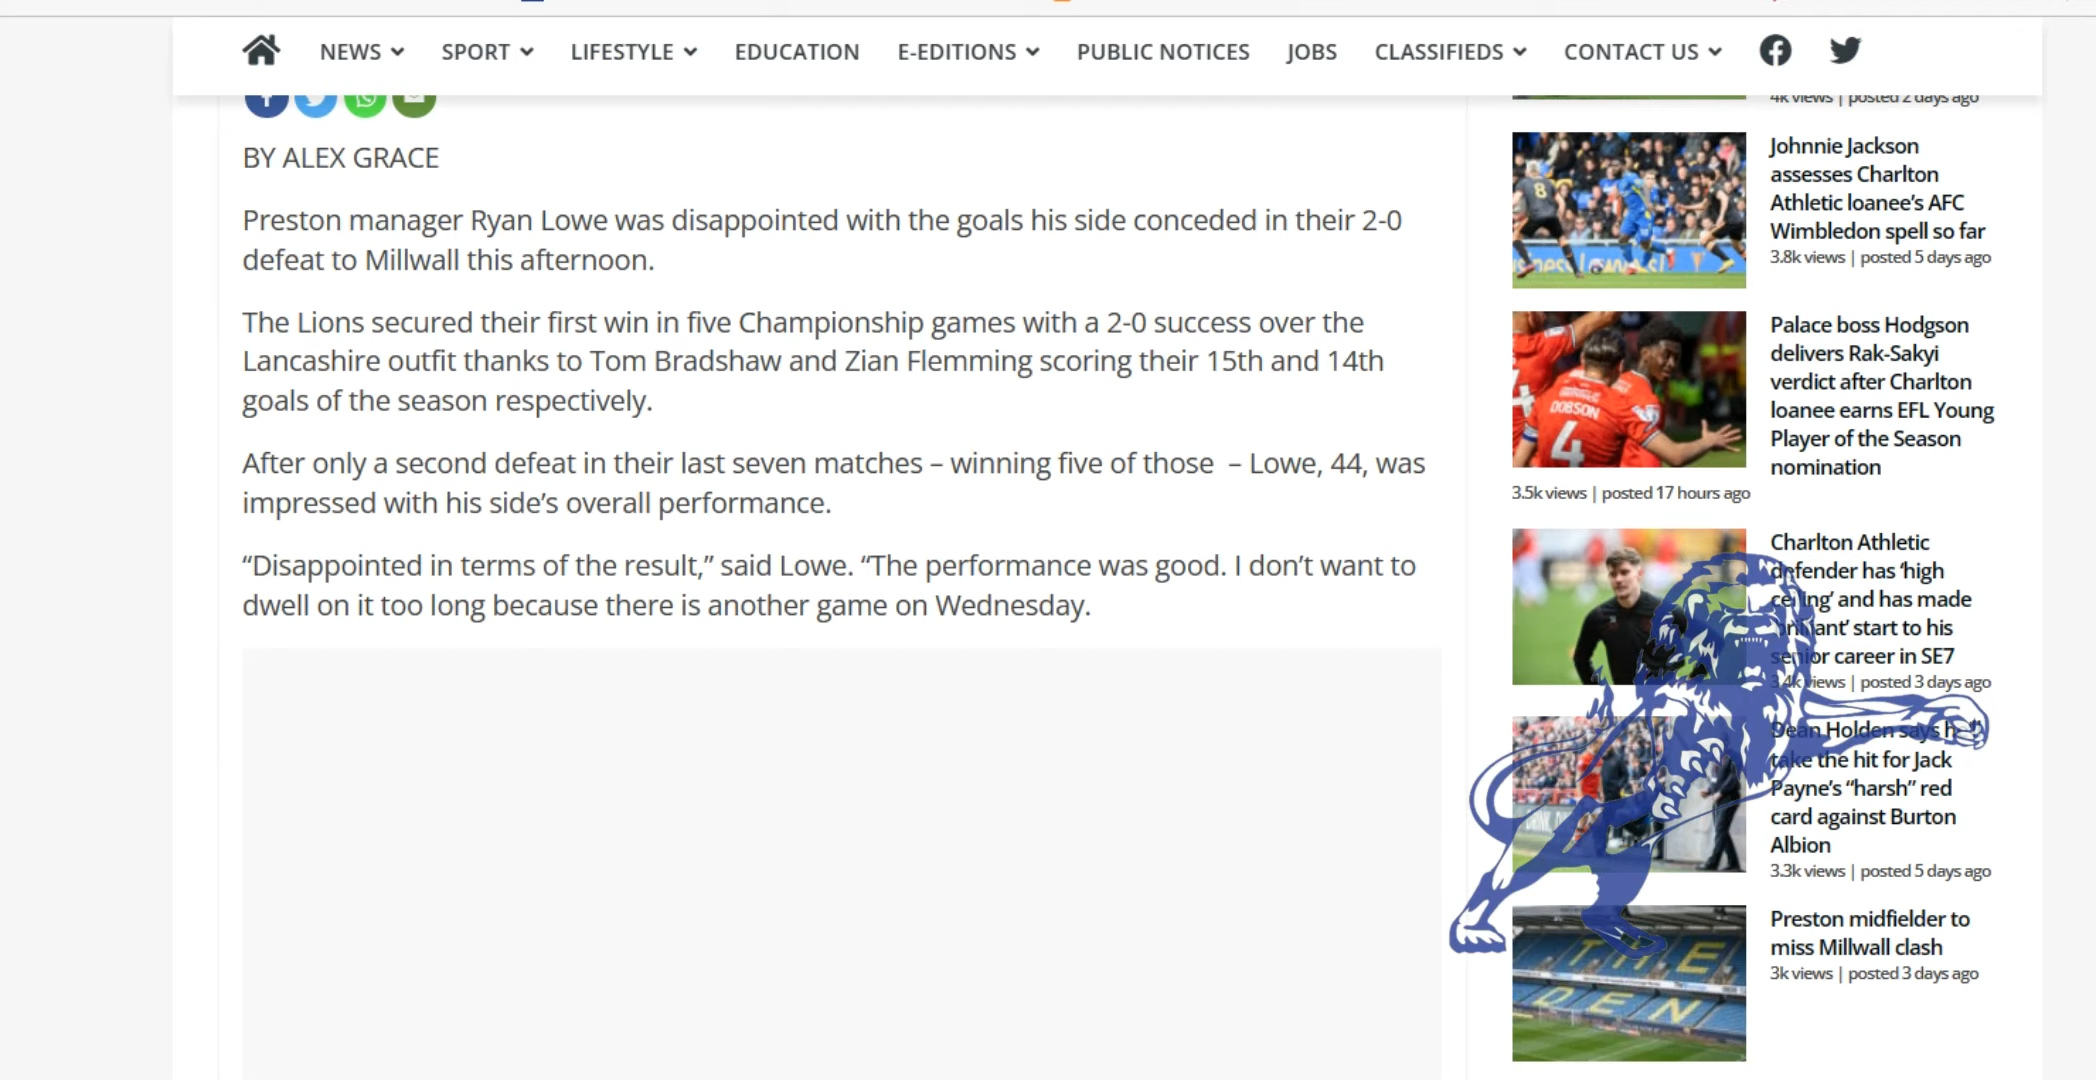 NEWS SPORT LIFESTYLE EDUCATION E-EDITIONS PUBLIC NOTICES JOBS CLASSIFIEDS CONTACT US
BY ALEX GRACE
Preston manager Ryan Lowe was disappointed with the goals his side conceded in their 2-0
defeat to Millwall this afternoon.
The Lions secured their first win in five Championship games with a 2-0 success over the
Lancashire outfit thanks to Tom Bradshaw and Zian Flemming scoring their 15th and 14th
goals of the season respectively.
After only a second defeat in their last seven matches – winning five of those – Lowe, 44, was
impressed with his side’s overall performance.
“Disappointed in terms of the result,” said Lowe. “The performance was good. I don’t want to
dwell on it too long because there is another game on Wednesday.
4k views | posted 2 days ago
8
Johnnie Jackson
assesses Charlton
Athletic loanee’s AFC
Wimbledon spell so far
3.8k views | posted 5 days ago
DOBSON
4
Palace boss Hodgson
delivers Rak-Sakyi
verdict after Charlton
loanee earns EFL Young
Player of the Season
nomination
3.5k views | posted 17 hours ago
Charlton Athletic
defender has ‘high
ceiling’ and has made
‘brilliant’ start to his
senior career in SE7
3.4k views | posted 3 days ago
Dean Holden says
take the hit for Jack
Payne’s “harsh” red
card against Burton
Albion
3.3k views | posted 5 days ago
THE
DEN
Preston midfielder to
miss Millwall clash
3k views | posted 3 days ago